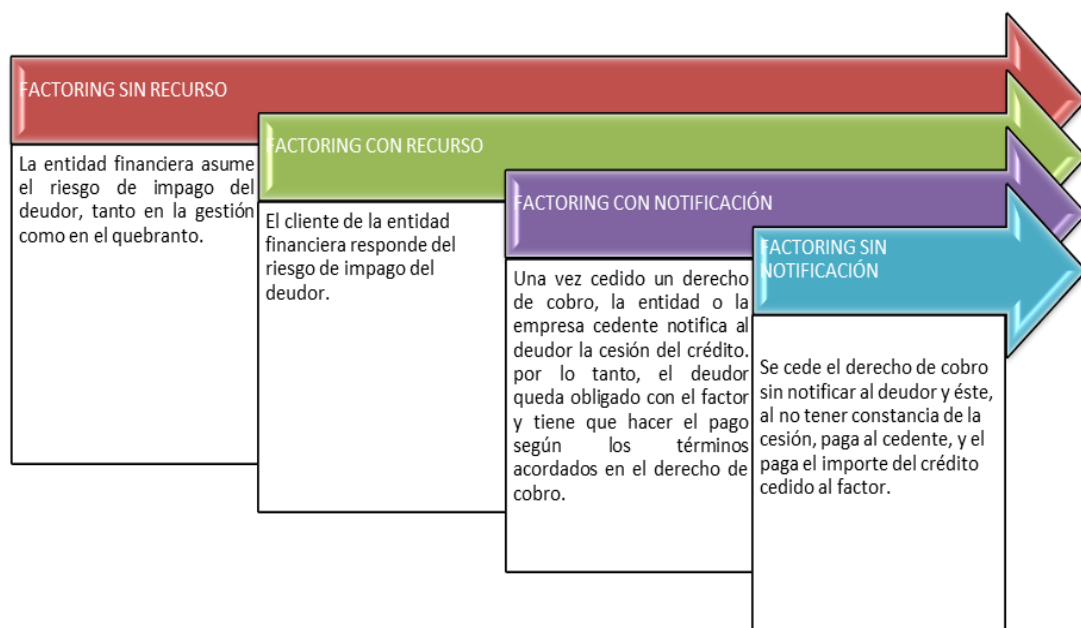 FACTORING SIN RECURSO
La entidad financiera asume
el riesgo de impago del
deudor, tanto en la gestión
como en el quebranto.
FACTORING CON RECURSO
El cliente de la entidad
financiera responde del
riesgo de impago del
deudor.
FACTORING CON NOTIFICACIÓN
Una vez cedido un derecho
de cobro, la entidad o la
empresa cedente notifica al
deudor la cesión del crédito.
por lo tanto, el deudor
queda obligado con el factor
y tiene que hacer el pago
según los términos
acordados en el derecho de
cobro.
FACTORING SIN
NOTIFICACIÓN
Se cede el derecho de cobro
sin notificar al deudor y éste,
al no tener constancia de la
cesión, paga al cedente, y el
paga el importe del crédito
cedido al factor.